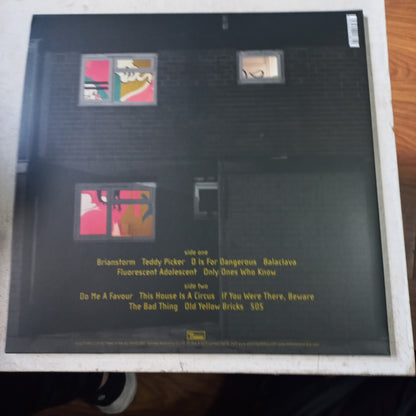 side one
Brianstorm Teddy Picker D Is For Dangerous Balaclava
Fluorescent Adolescent Only Ones Who Know
side two
Do Me A Favour This House Is A Circus If You Were There, Beware
The Bad Thing Old Yellow Bricks 505